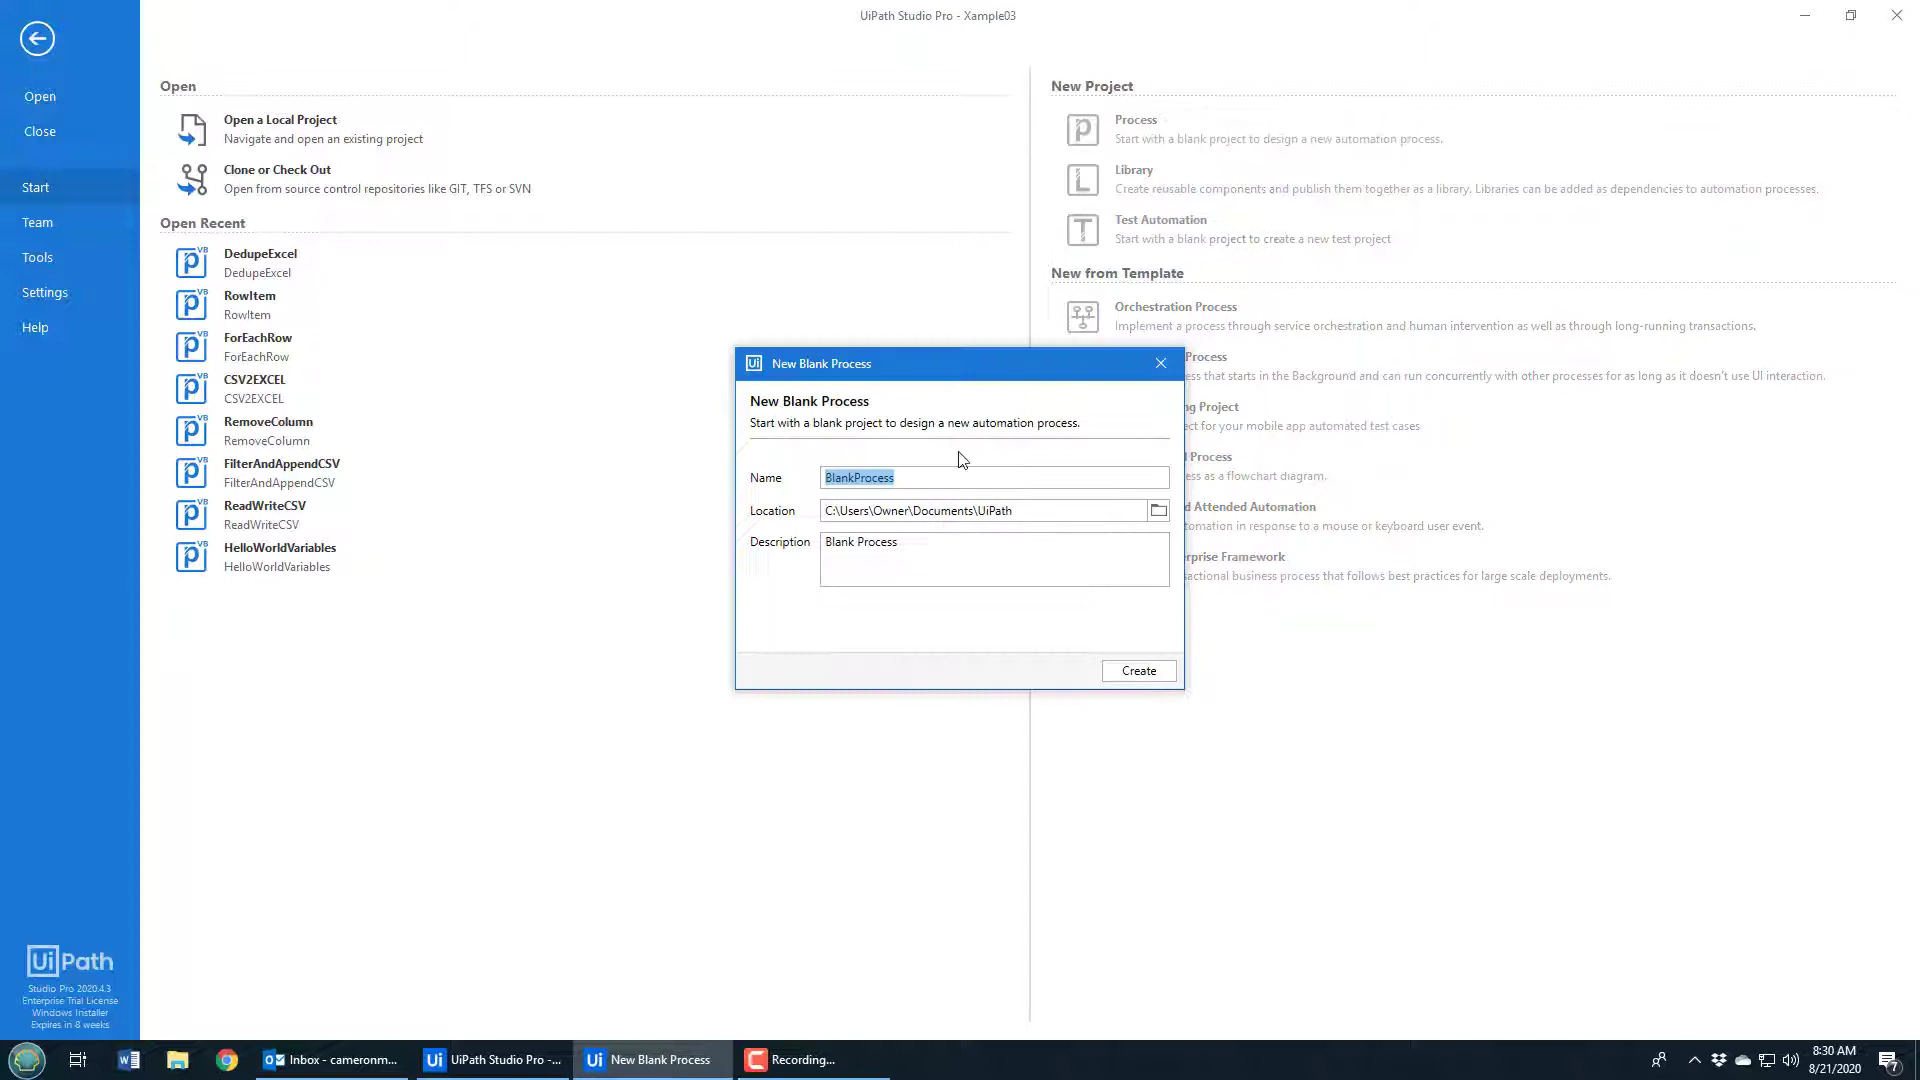 UiPath Studio Pro - Xample03
Open
Close
Start
Team
Tools
Settings
Help
Open
Open a Local Project
Navigate and open an existing project
Clone or Check Out
Open from source control repositories like GIT, TFS or SVN
Open Recent
DedupeExcel
DedupeExcel
RowItem
RowItem
ForEachRow
ForEachRow
CSV2EXCEL
CSV2EXCEL
RemoveColumn
RemoveColumn
FilterAndAppendCSV
FilterAndAppendCSV
ReadWriteCSV
ReadWriteCSV
HelloWorldVariables
HelloWorldVariables
New Project
Process
Start with a blank project to design a new automation process.
Library
Create reusable components and publish them together as a library. Libraries can be added as dependencies to automation processes.
Test Automation
Start with a blank project to create a new test project
New from Template
Orchestration Process
Implement a process through service orchestration and human intervention as well as through long-running transactions.
Process
ess that starts in the Background and can run concurrently with other processes for as long as it doesn't use UI interaction.
ng Project
ect for your mobile app automated test cases
Process
ess as a flowchart diagram.
d Attended Automation
tomation in response to a mouse or keyboard user event.
erprise Framework
sactional business process that follows best practices for large scale deployments.
Ui New Blank Process
New Blank Process
Start with a blank project to design a new automation process.
Name BlankProcess
Location C:\Users\Owner\Documents\UiPath
Description Blank Process
Create
UiPath
Studio Pro 2020.4.3
Enterprise Trial License
Windows Installer
Expires in 8 weeks
Inbox - cameronm...
Ui UiPath Studio Pro -...
Ui New Blank Process
Recording...
8:30 AM
8/21/2020
7